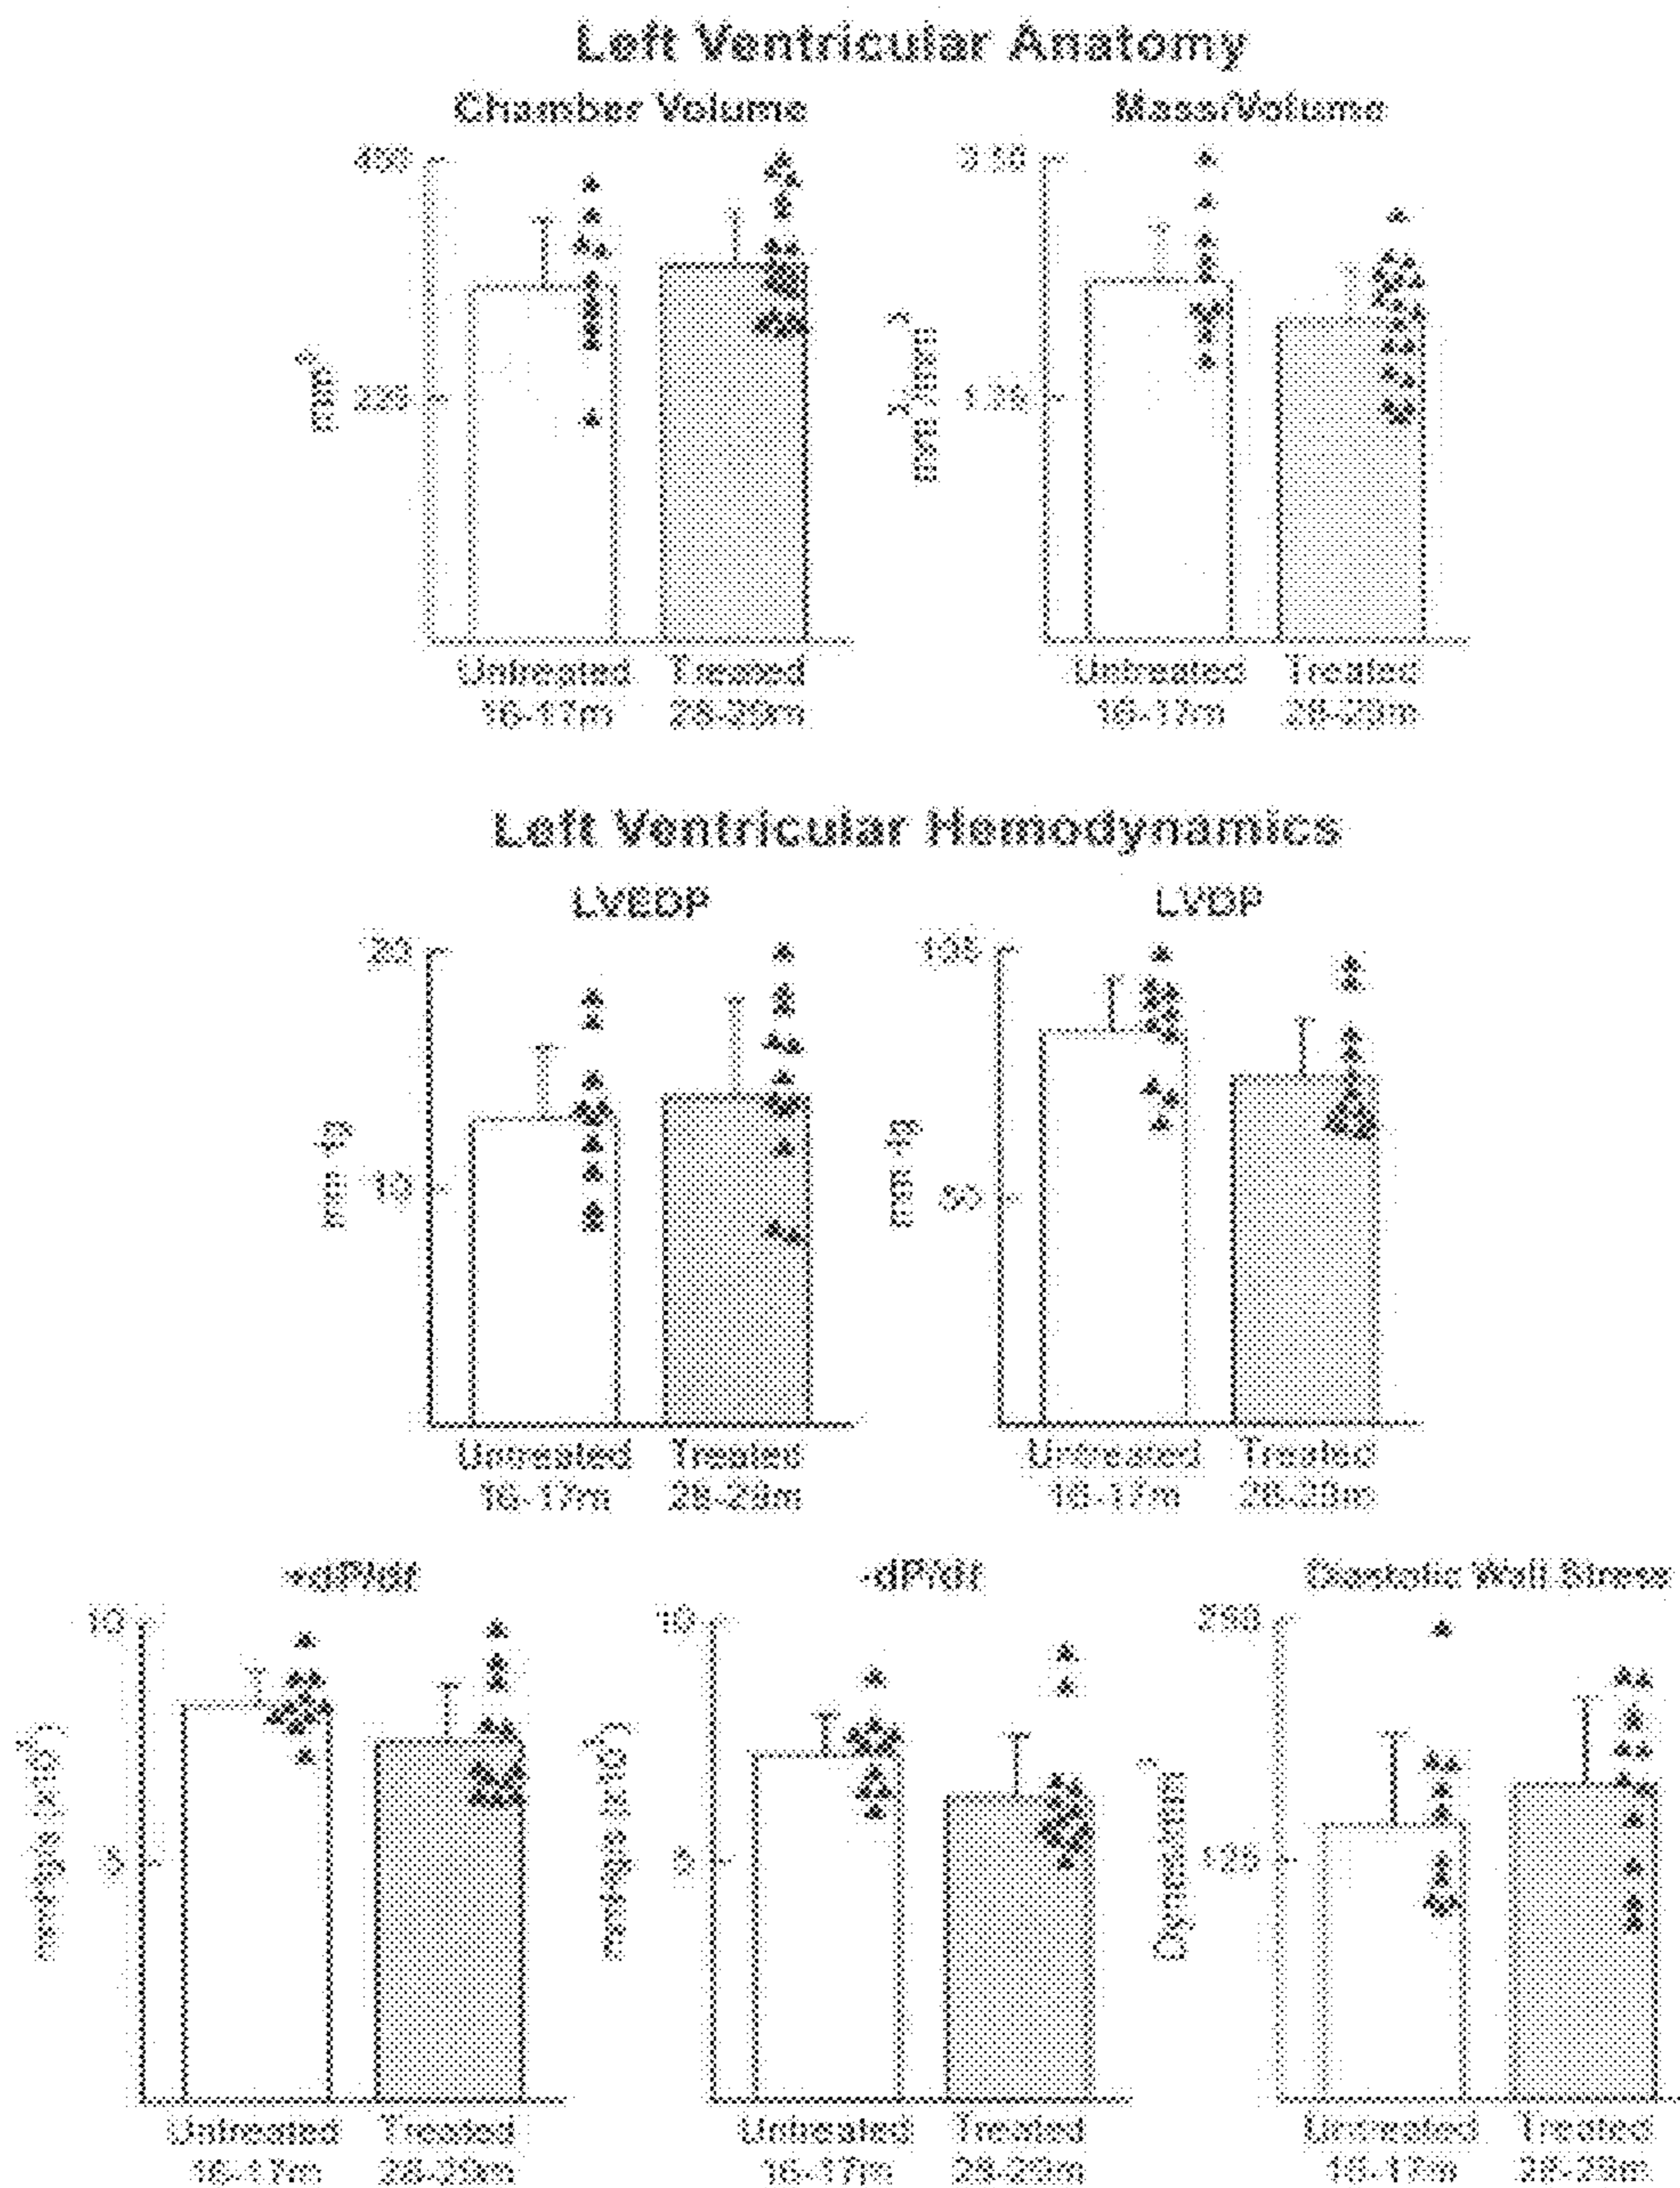 Left Ventricular Anatomy
Chamber Volume
Mass/Volume
Untreated Treated
16-17m 28-29m
Untreated Treated
16-17m 28-29m
Left Ventricular Hemodynamics
LVEDP
LVDP
20
10
mm Hg
Untreated Treated
16-17m 28-29m
mm Hg
Untreated Treated
16-17m 28-29m
+dP/dt
-dP/dt
Diastolic Wall Stress
10
5
Untreated Treated
16-17m 28-29m
10
5
Untreated Treated
16-17m 28-29m
250
125
Untreated Treated
16-17m 28-29m